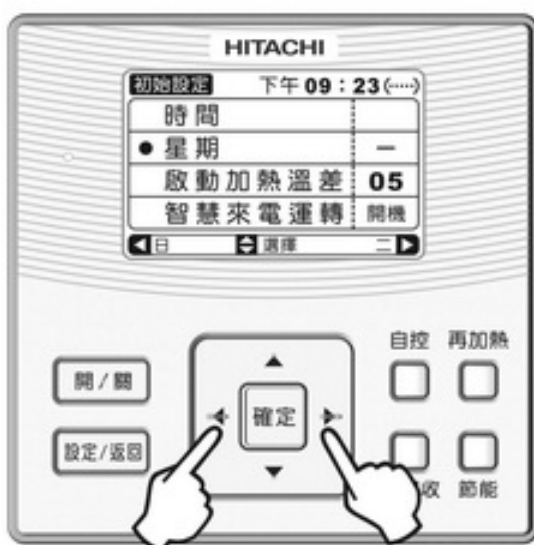 HITACHI
初始設定 下午 09：23(-----)
時間
● 星期 一
啟動加熱溫差 05
智慧來電運轉 開機
◀日 選擇 二▶
自控 再加熱
開/關
確定
設定/返回
收 節能